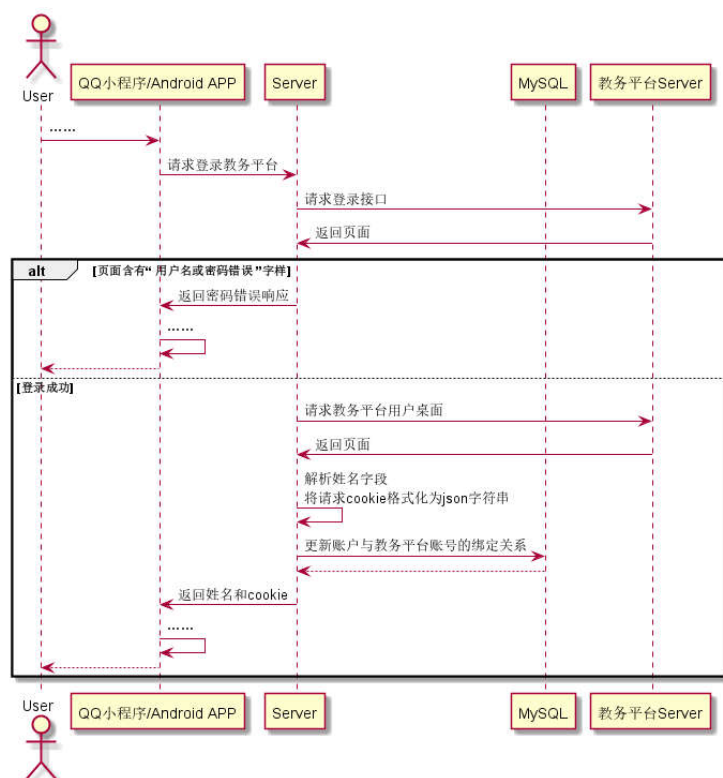 User
QQ小程序/Android APP
Server
MySQL
教务平台Server
……
请求登录教务平台
请求登录接口
返回页面
alt
[页面含有“ 用户名或密码错误 ”字样]
返回密码错误响应
……
[登录成功]
请求教务平台用户桌面
返回页面
解析姓名字段
将请求cookie格式化为json字符串
更新账户与教务平台账号的绑定关系
返回姓名和cookie
……
User
QQ小程序/Android APP
Server
MySQL
教务平台Server